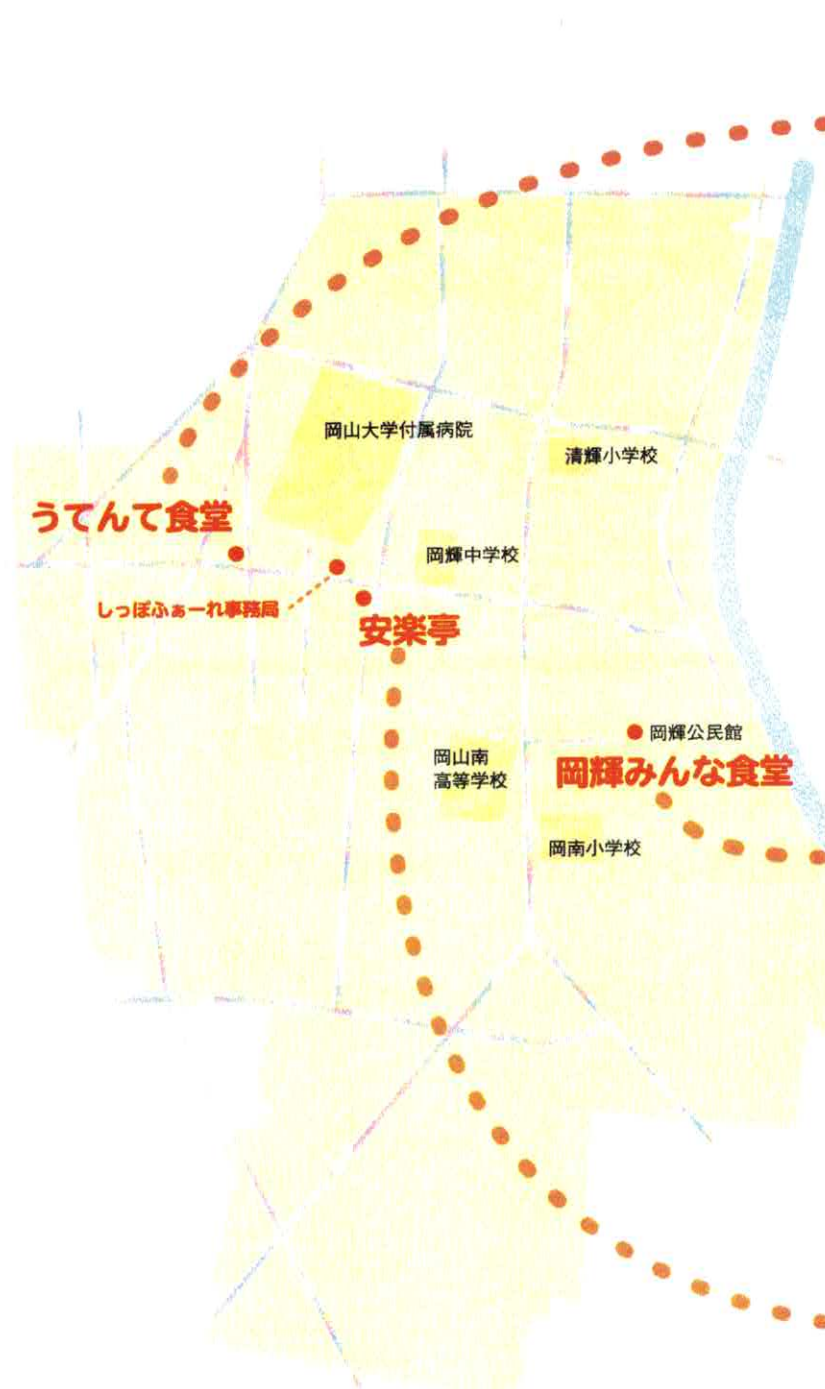 岡山大学付属病院
清輝小学校
うてんて食堂
岡輝中学校
しっぽふぁーれ事務局
安楽亭
岡輝公民館
岡山南
高等学校
岡輝みんな食堂
岡南小学校